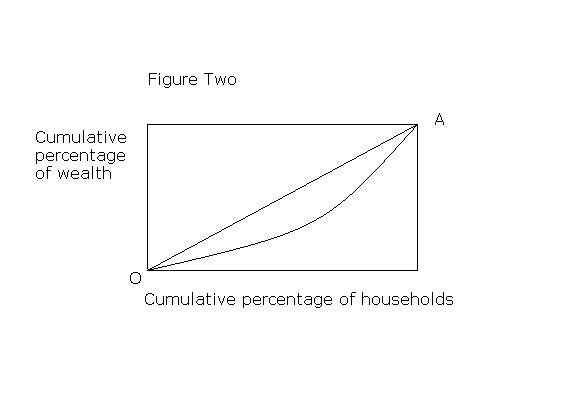 Figure Two
A
Cumulative
percentage
of wealth
O
Cumulative percentage of households